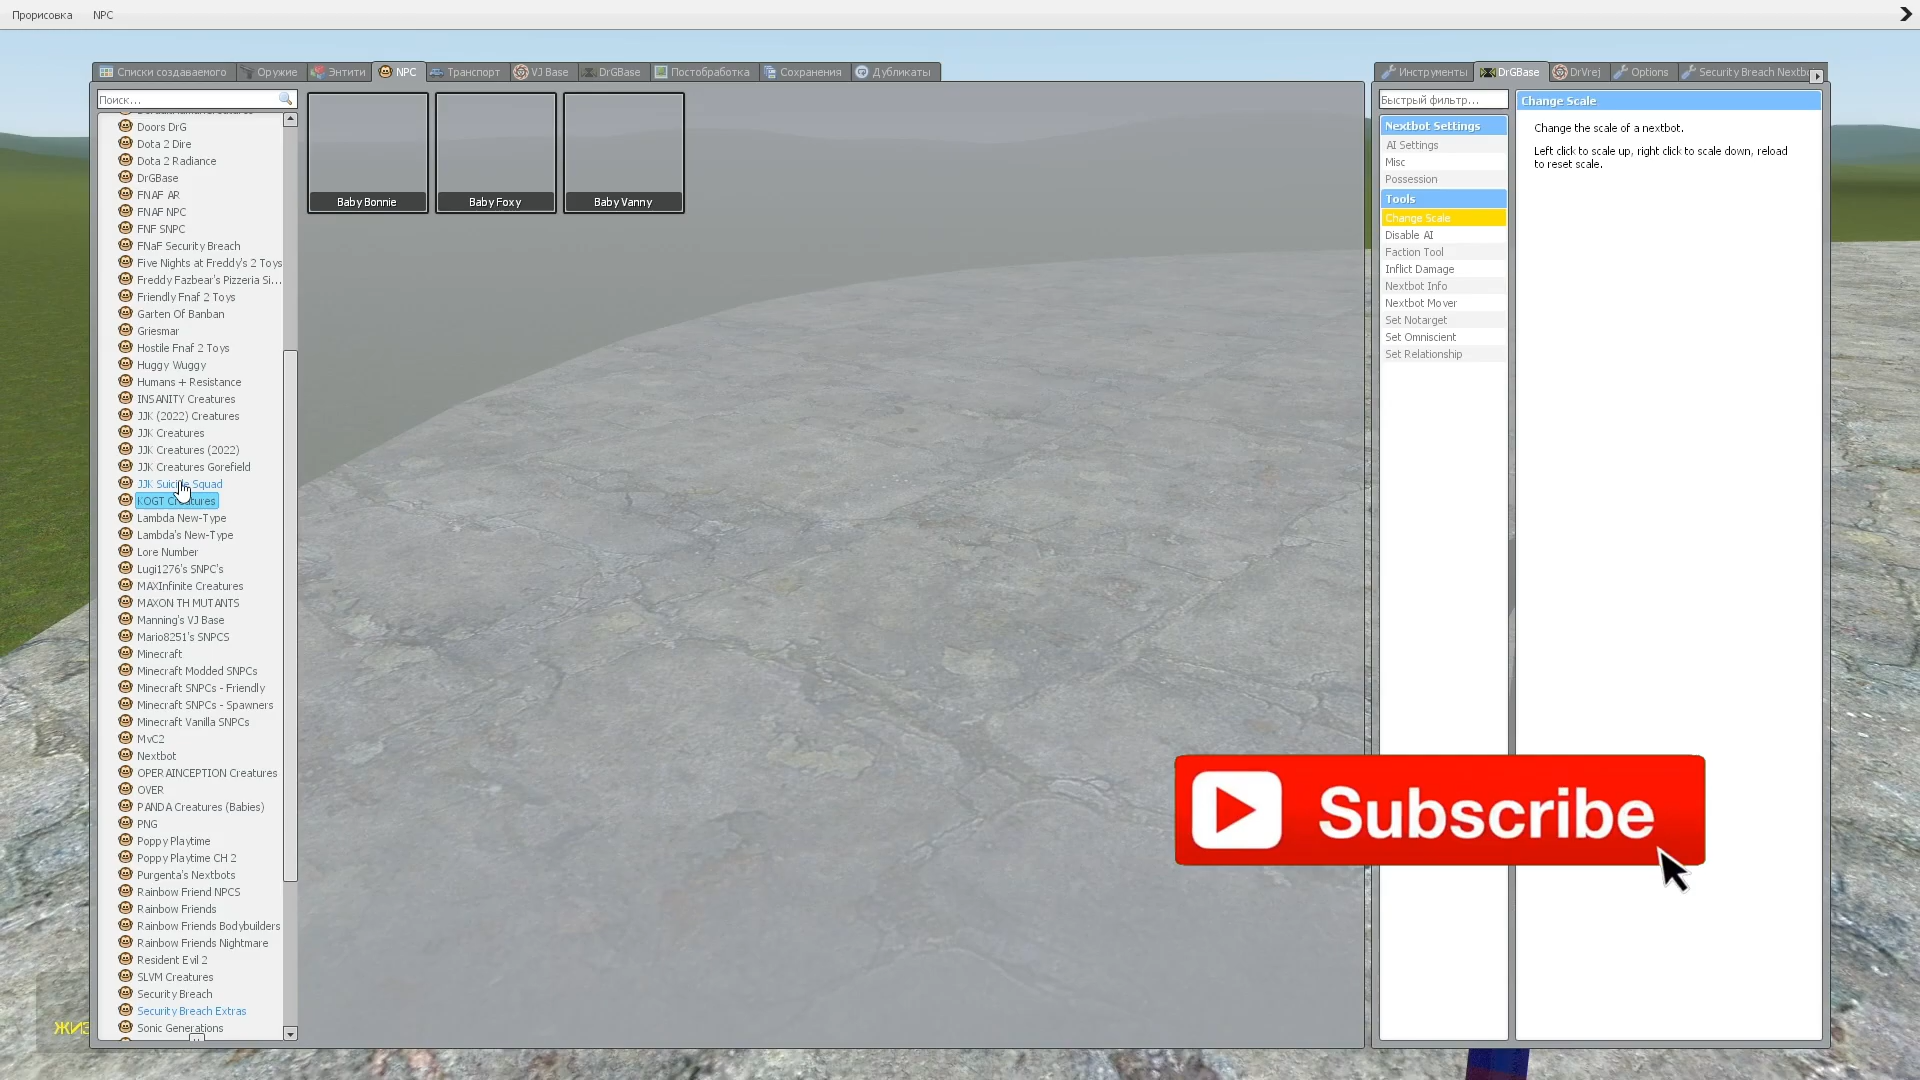 Прорисовка NPC
Списки создаваемого Оружие Энтити NPC Транспорт VJ Base DrGBase Постобработка Сохранения Дубликаты
Поиск...
Doors DrG
Dota 2 Dire
Dota 2 Radiance
DrGBase
FNAF AR
FNAF NPC
FNF SNPC
FNaF Security Breach
Five Nights at Freddy's 2 Toys
Freddy Fazbear's Pizzeria Si...
Friendly Fnaf 2 Toys
Garten Of Banban
Griesmar
Hostile Fnaf 2 Toys
Huggy Wuggy
Humans + Resistance
INSANITY Creatures
JJK (2022) Creatures
JJK Creatures
JJK Creatures (2022)
JJK Creatures Gorefield
JJK Suicide Squad
KOGT Creatures
Lambda New-Type
Lambda's New-Type
Lore Number
Lugi1276's SNPC's
MAXInfinite Creatures
MAXON TH MUTANTS
Manning's VJ Base
Mario8251's SNPCS
Minecraft
Minecraft Modded SNPCs
Minecraft SNPCs - Friendly
Minecraft SNPCs - Spawners
Minecraft Vanilla SNPCs
MvC2
Nextbot
OPERAINCEPTION Creatures
OVER
PANDA Creatures (Babies)
PNG
Poppy Playtime
Poppy Playtime CH 2
Purgenta's Nextbots
Rainbow Friend NPCS
Rainbow Friends
Rainbow Friends Bodybuilders
Rainbow Friends Nightmare
Resident Evil 2
SLVM Creatures
Security Breach
Security Breach Extras
Sonic Generations
Baby Bonnie Baby Foxy Baby Vanny
Инструменты DrGBase DrVrej Options Security Breach Nextb
Быстрый фильтр...
Nextbot Settings
AI Settings
Misc
Possession
Tools
Change Scale
Disable AI
Faction Tool
Inflict Damage
Nextbot Info
Nextbot Mover
Set Notarget
Set Omniscient
Set Relationship
Change Scale
Change the scale of a nextbot.
Left click to scale up, right click to scale down, reload
to reset scale.
Subscribe